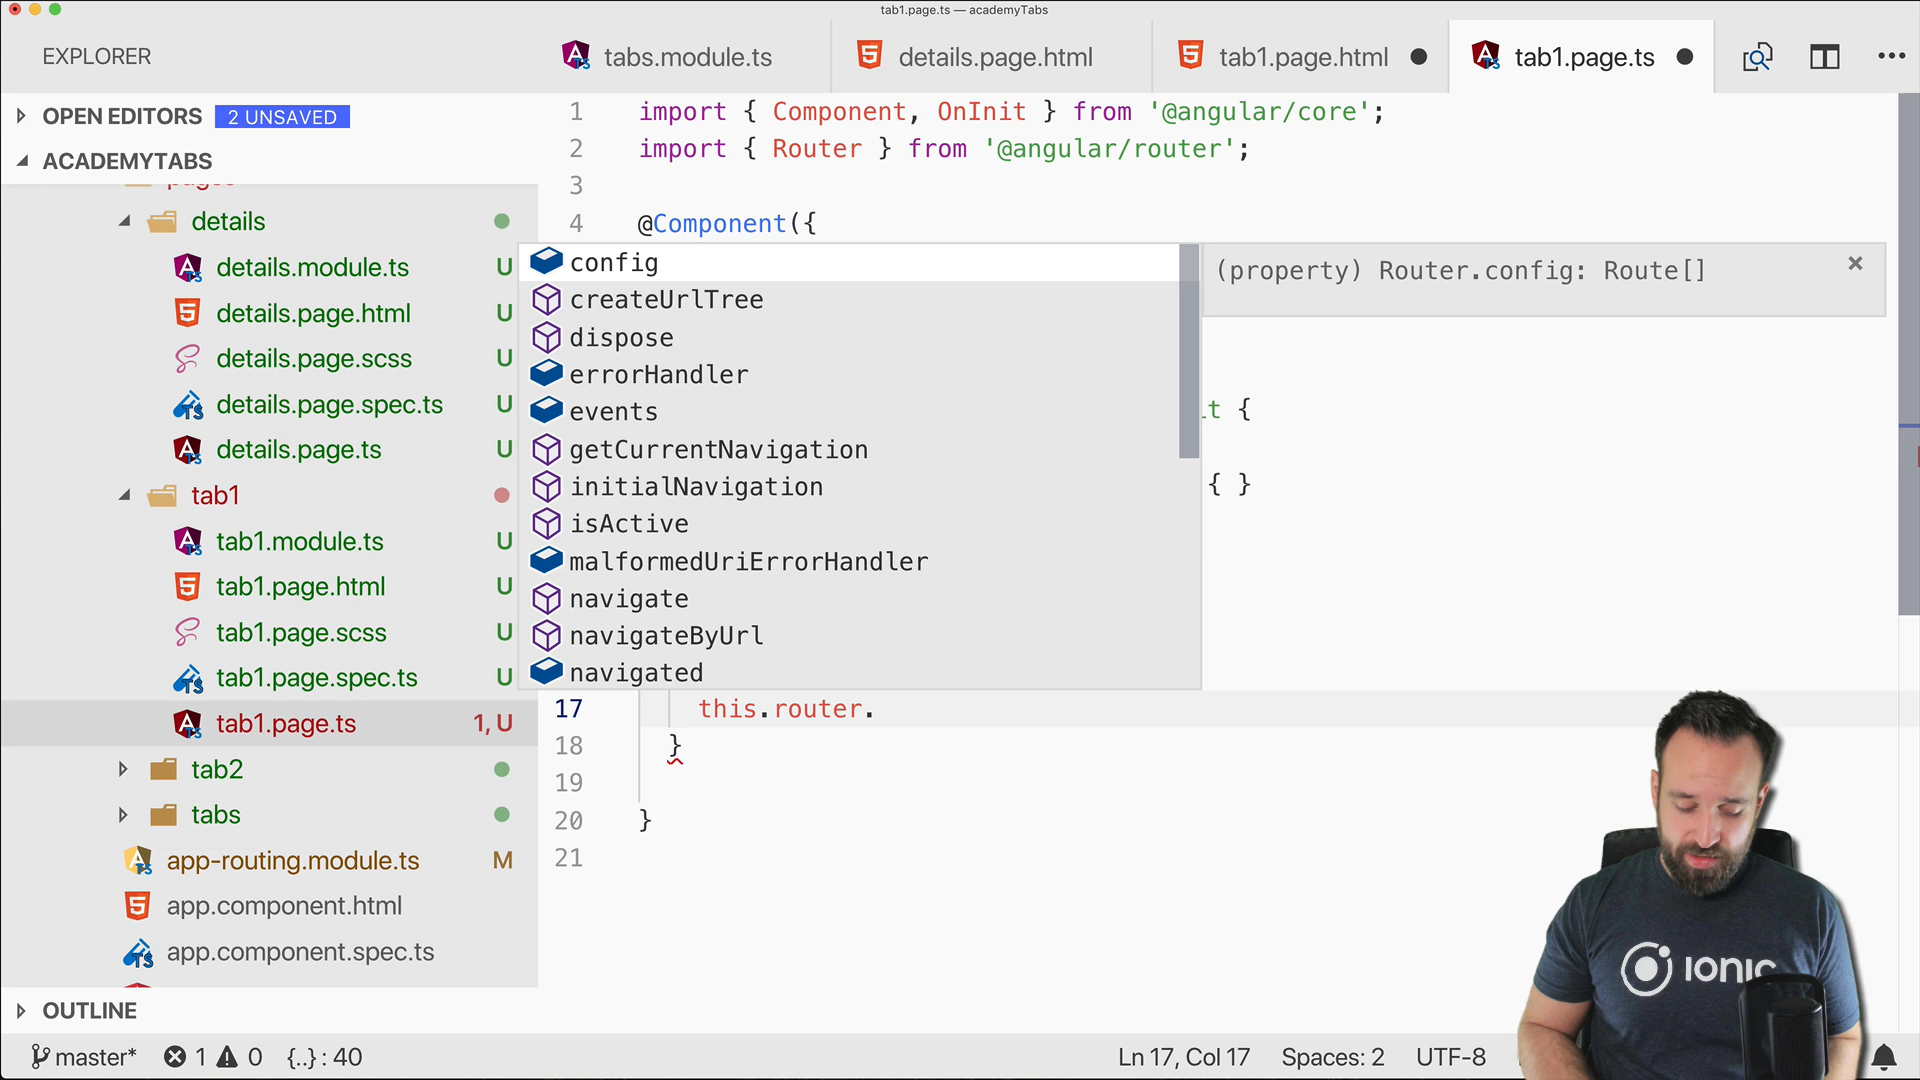 tab1.page.ts — academyTabs
EXPLORER
tabs.module.ts
details.page.html
tab1.page.html
tab1.page.ts
OPEN EDITORS 2 UNSAVED
ACADEMYTABS
pages
details
details.module.ts U
details.page.html U
details.page.scss U
details.page.spec.ts U
details.page.ts U
tab1
tab1.module.ts U
tab1.page.html U
tab1.page.scss U
tab1.page.spec.ts U
tab1.page.ts 1, U
tab2
tabs
app-routing.module.ts M
app.component.html
app.component.spec.ts
OUTLINE
1 import { Component, OnInit } from '@angular/core';
2 import { Router } from '@angular/router';
3
4 @Component({
config
createUrlTree
dispose
errorHandler
events
getCurrentNavigation
initialNavigation
isActive
malformedUriErrorHandler
navigate
navigateByUrl
navigated
(property) Router.config: Route[]
t {
{ }
17 this.router.
18 }
19
20 }
21
IONIC
master* 1 0 {..} : 40
Ln 17, Col 17 Spaces: 2 UTF-8